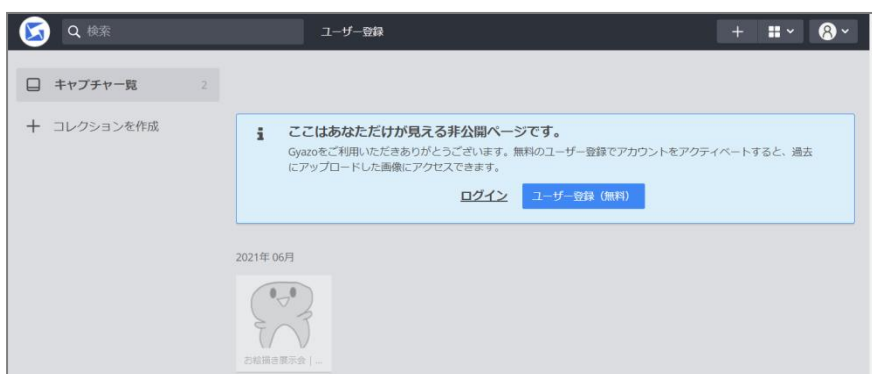 検索
ユーザー登録
キャプチャ一覧 2
コレクションを作成
ここはあなただけが見える非公開ページです。
Gyazoをご利用いただきありがとうございます。無料のユーザー登録でアカウントをアクティベートすると、過去
にアップロードした画像にアクセスできます。
ログイン ユーザー登録（無料）
2021年 06月
お絵描き掲示会 | ...